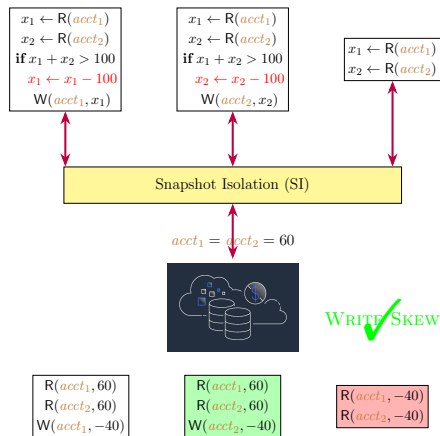 x₁ ← R(acct₁)
x₂ ← R(acct₂)
if x₁ + x₂ > 100
x₁ ← x₁ − 100
W(acct₁, x₁)
x₁ ← R(acct₁)
x₂ ← R(acct₂)
if x₁ + x₂ > 100
x₂ ← x₂ − 100
W(acct₂, x₂)
x₁ ← R(acct₁)
x₂ ← R(acct₂)
Snapshot Isolation (SI)
acct₁ = acct₂ = 60
$
WRITE SKEW
R(acct₁, 60)
R(acct₂, 60)
W(acct₁, −40)
R(acct₁, 60)
R(acct₂, 60)
W(acct₂, −40)
R(acct₁, −40)
R(acct₂, −40)